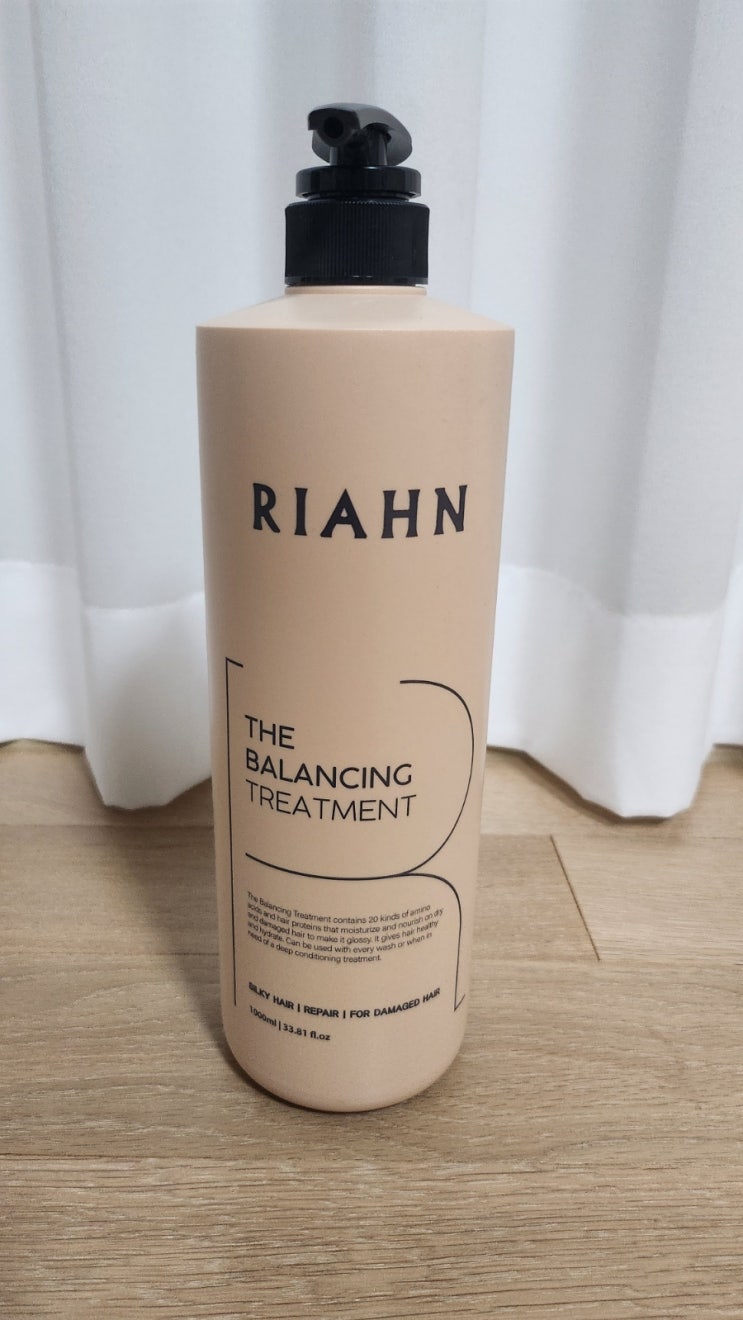 RIAHN
THE
BALANCING
TREATMENT
The Balancing Treatment contains 20 kinds of amino
acids and hair proteins that moisturize and nourish on dry
and damaged hair to make it glossy. It gives hair healthy
and hydrate. Can be used with every wash or when in
need of a deep conditioning treatment.
SILKY HAIR | REPAIR | FOR DAMAGED HAIR
1000ml | 33.81 fl.oz